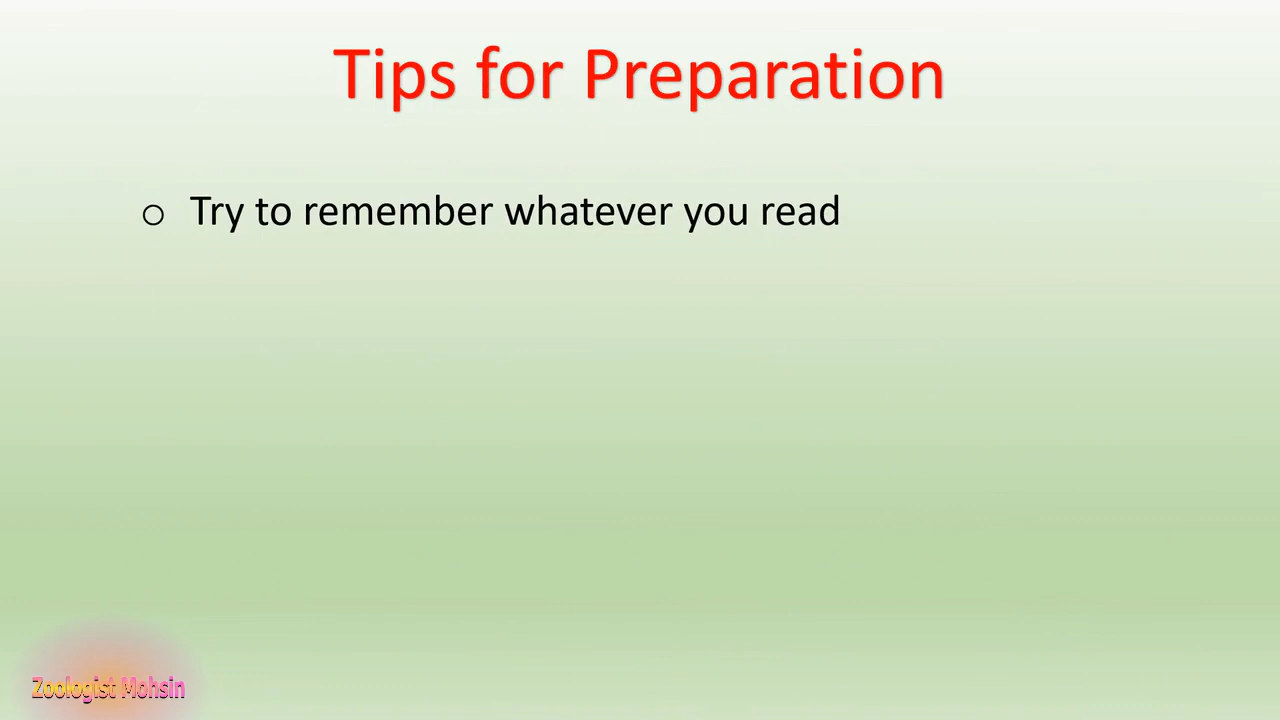 Tips for Preparation
o Try to remember whatever you read
Zoologist Mohsin